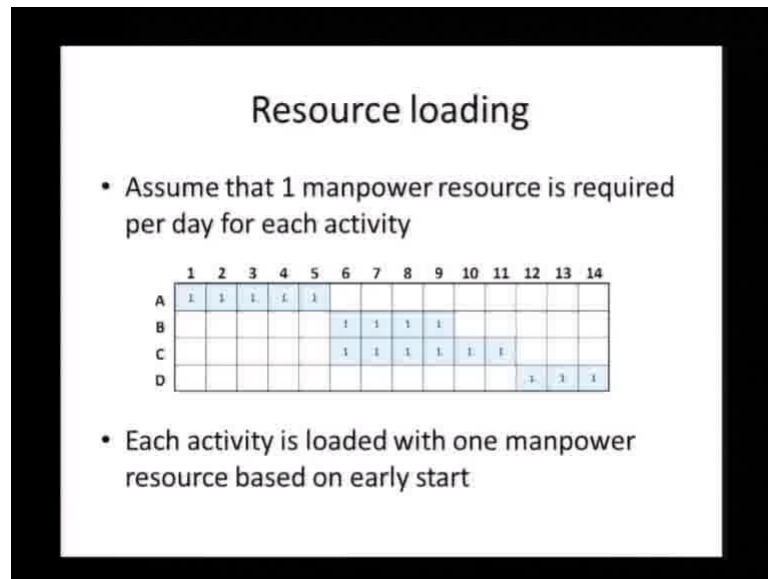 Resource loading
• Assume that 1 manpower resource is required
per day for each activity
1 2 3 4 5 6 7 8 9 10 11 12 13 14
A 1 1 1 1 1
B 1 1 1 1
C 1 1 1 1 1 1
D 1 1 1
• Each activity is loaded with one manpower
resource based on early start